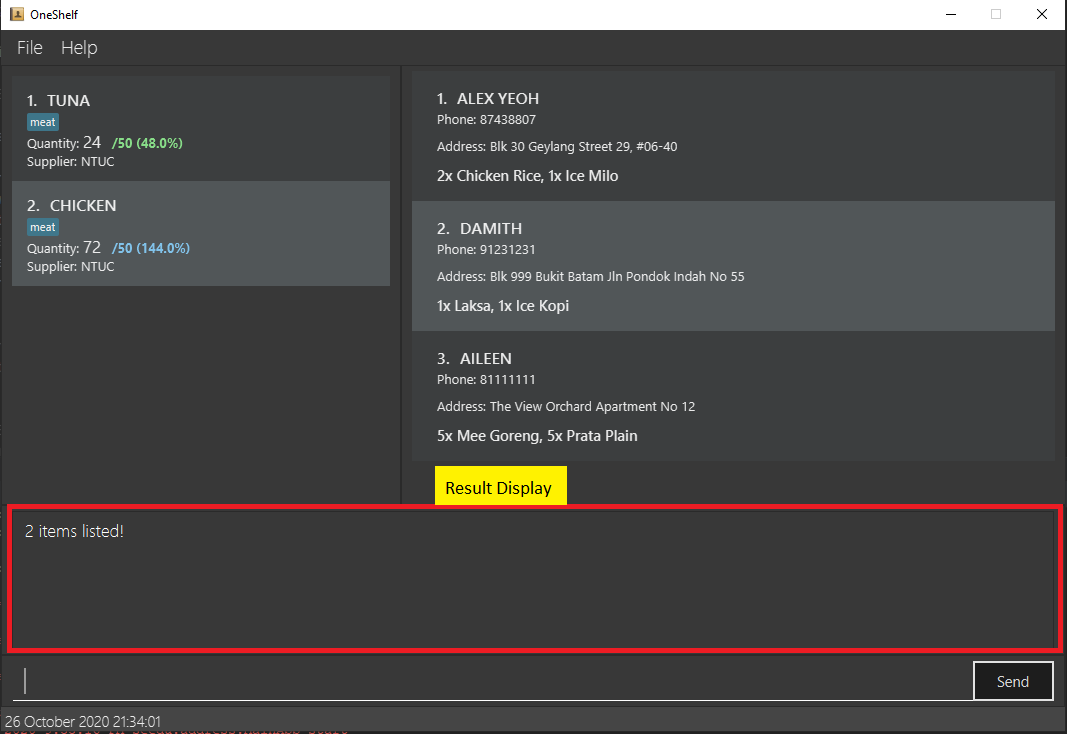 OneShelf
File Help
1. TUNA
meat
Quantity: 24 /50 (48.0%)
Supplier: NTUC
2. CHICKEN
meat
Quantity: 72 /50 (144.0%)
Supplier: NTUC
1. ALEX YEOH
Phone: 87438807
Address: Blk 30 Geylang Street 29, #06-40
2x Chicken Rice, 1x Ice Milo
2. DAMITH
Phone: 91231231
Address: Blk 999 Bukit Batam Jln Pondok Indah No 55
1x Laksa, 1x Ice Kopi
3. AILEEN
Phone: 81111111
Address: The View Orchard Apartment No 12
5x Mee Goreng, 5x Prata Plain
Result Display
2 items listed!
Send
26 October 2020 21:34:01